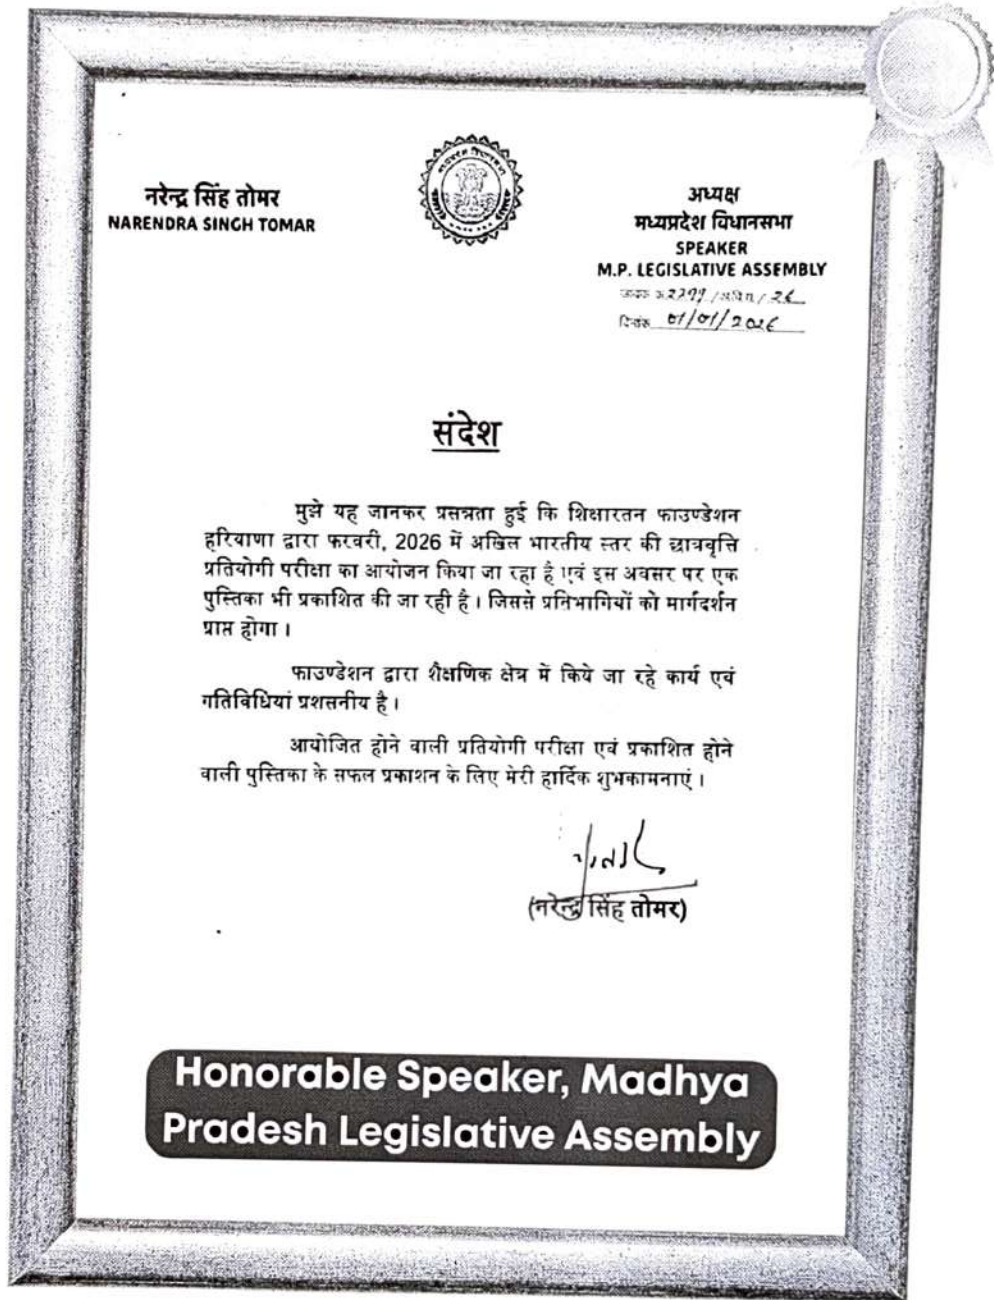 नरेन्द्र सिंह तोमर
NARENDRA SINGH TOMAR
अध्यक्ष
मध्यप्रदेश विधानसभा
SPEAKER
M.P. LEGISLATIVE ASSEMBLY
/ 26
दिनांक 01/01/2026
संदेश
मुझे यह जानकर प्रसन्नता हुई कि शिक्षारतन फाउण्डेशन
हरियाणा द्वारा फरवरी, 2026 में अखिल भारतीय स्तर की छात्रवृत्ति
प्रतियोगी परीक्षा का आयोजन किया जा रहा है एवं इस अवसर पर एक
पुस्तिका भी प्रकाशित की जा रही है। जिससे प्रतिभागियों को मार्गदर्शन
प्राप्त होगा।
फाउण्डेशन द्वारा शैक्षणिक क्षेत्र में किये जा रहे कार्य एवं
गतिविधियां प्रशसनीय है।
आयोजित होने वाली प्रतियोगी परीक्षा एवं प्रकाशित होने
वाली पुस्तिका के सफल प्रकाशन के लिए मेरी हार्दिक शुभकामनाएं।
(नरेन्द्र सिंह तोमर)
Honorable Speaker, Madhya
Pradesh Legislative Assembly